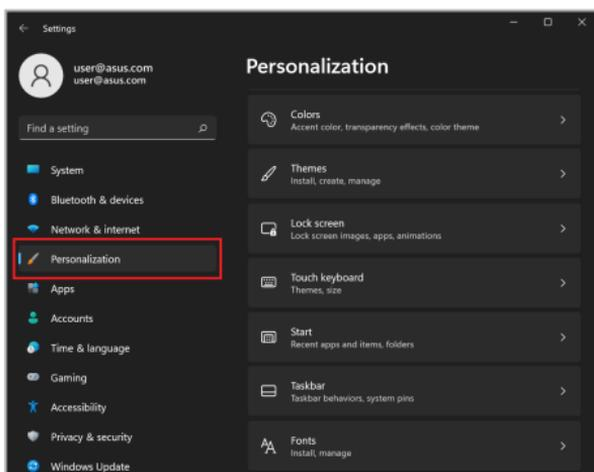 Settings
user@asus.com
user@asus.com
Find a setting
System
Bluetooth & devices
Network & internet
Personalization
Apps
Accounts
Time & language
Gaming
Accessibility
Privacy & security
Windows Update
Personalization
Colors
Accent color, transparency effects, color theme
Themes
Install, create, manage
Lock screen
Lock screen images, apps, animations
Touch keyboard
Themes, size
Start
Recent apps and items, folders
Taskbar
Taskbar behaviors, system pins
Fonts
Install, manage